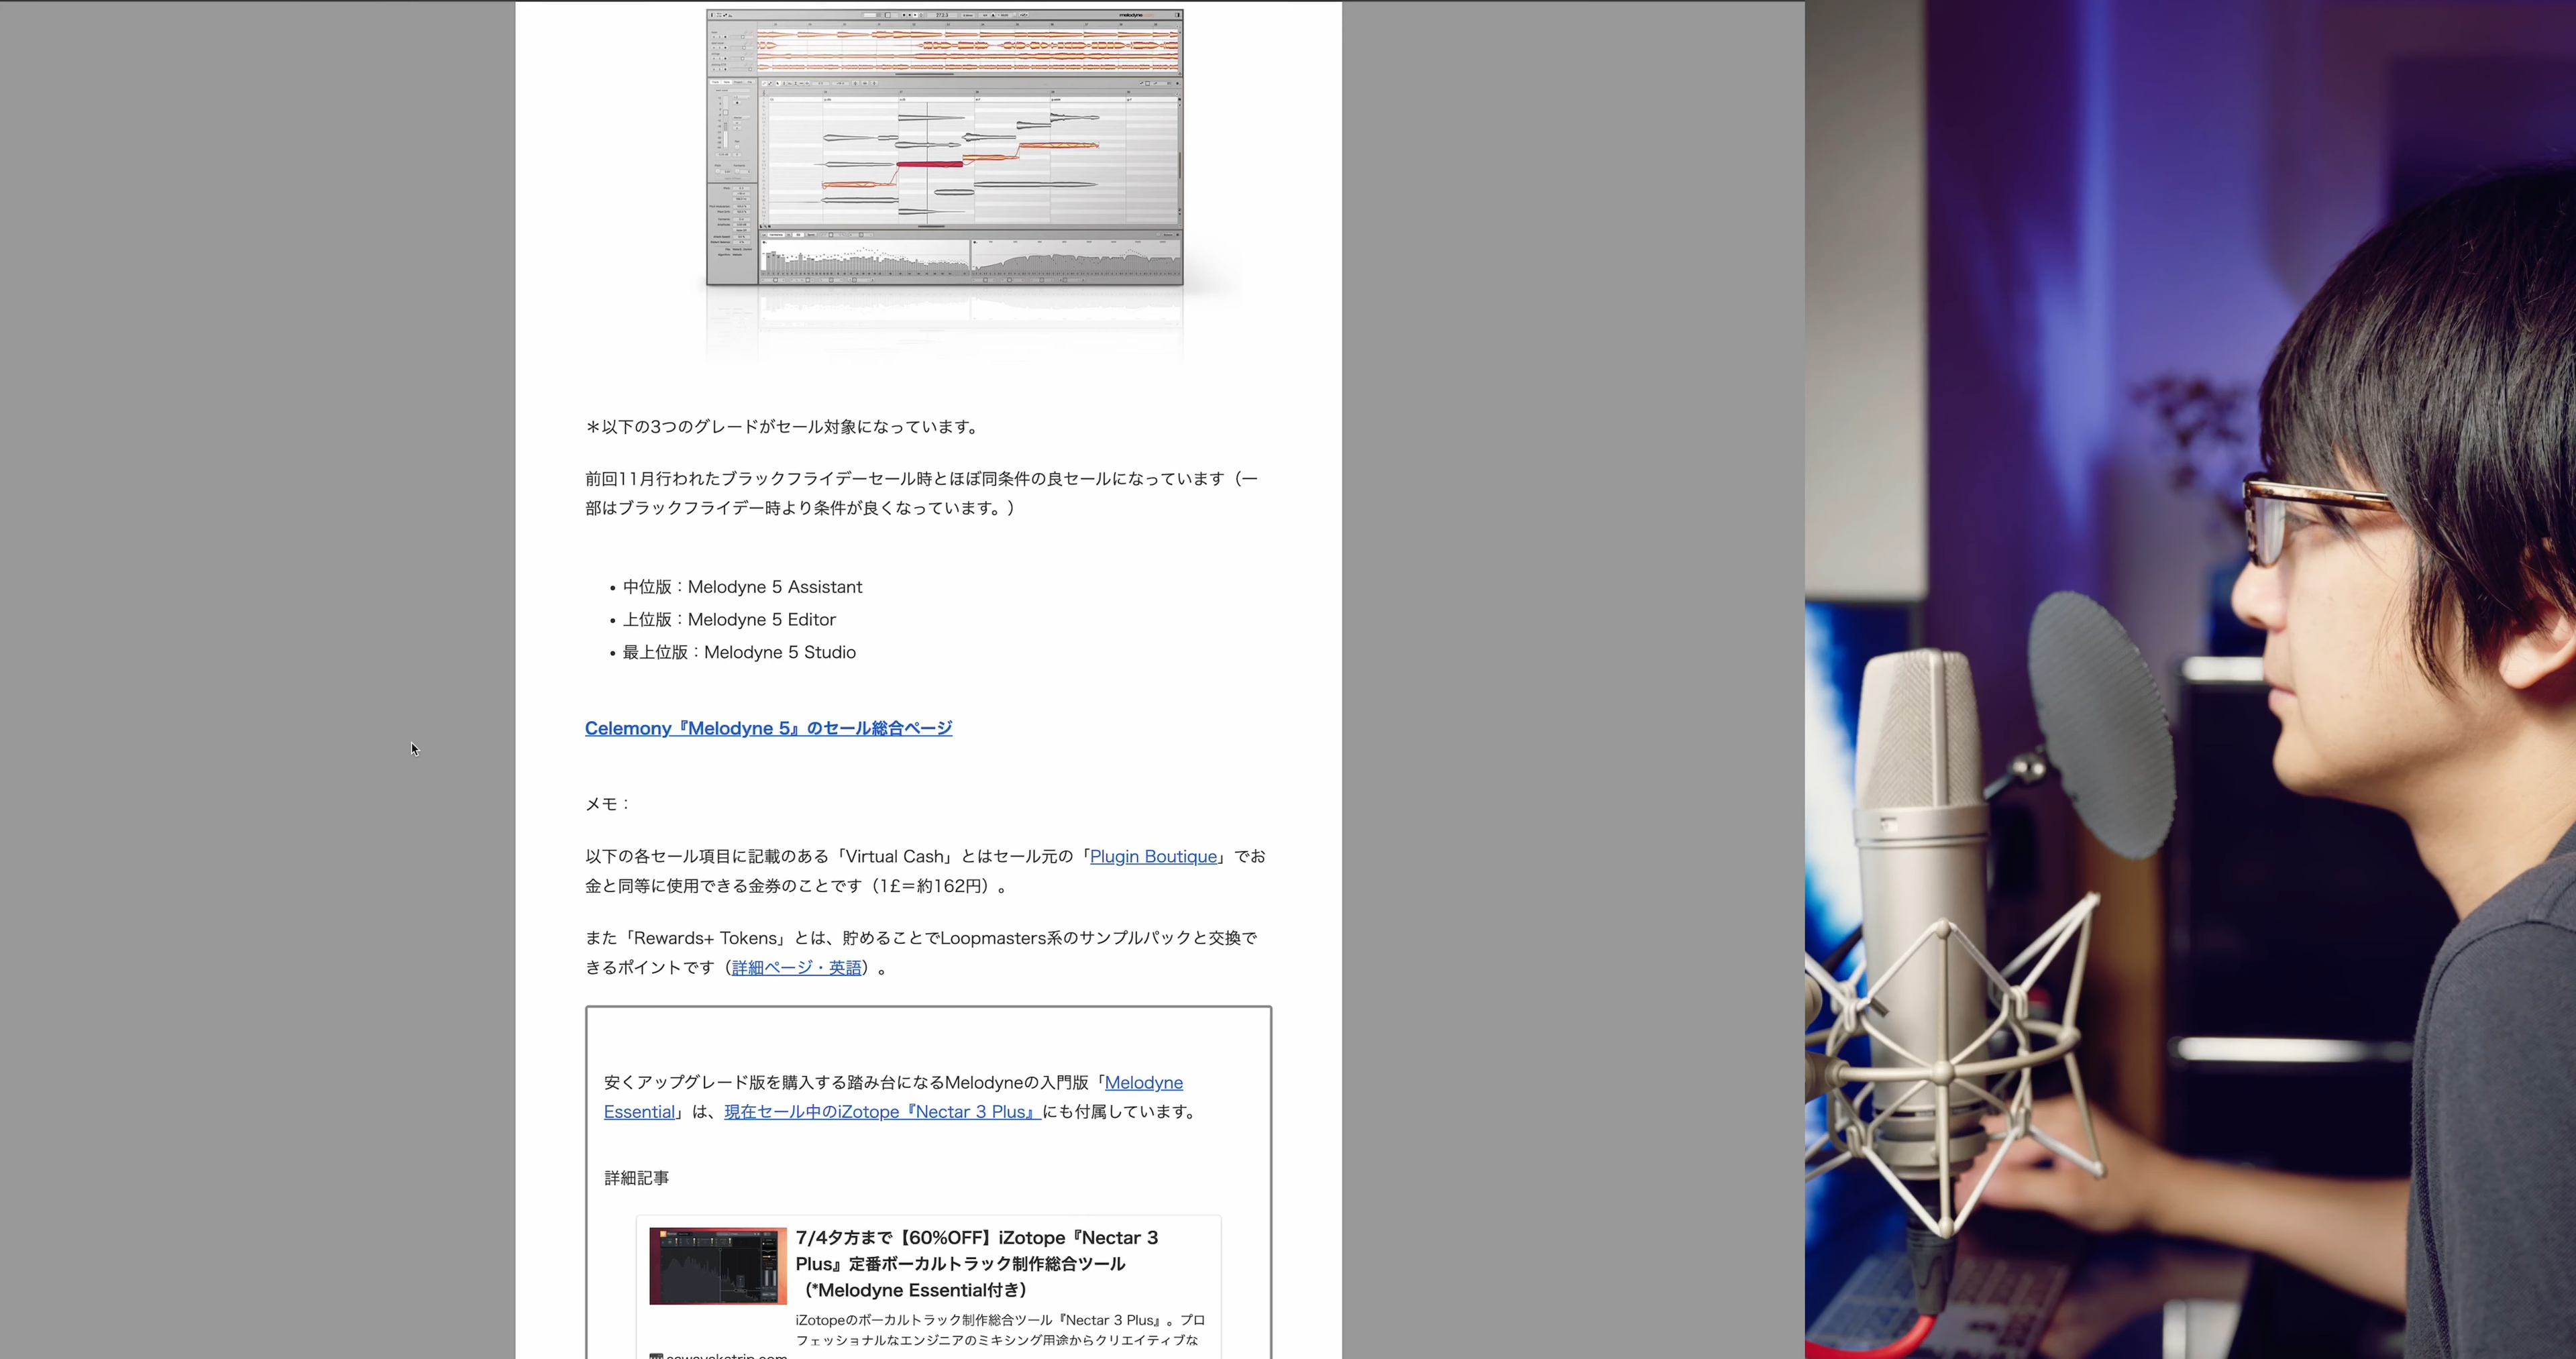 melodyne
＊以下の3つのグレードがセール対象になっています。
前回11月行われたブラックフライデーセール時とほぼ同条件の良セールになっています（一
部はブラックフライデー時より条件が良くなっています。）
• 中位版：Melodyne 5 Assistant
• 上位版：Melodyne 5 Editor
• 最上位版：Melodyne 5 Studio
Celemony『Melodyne 5』のセール総合ページ
メモ：
以下の各セール項目に記載のある「Virtual Cash」とはセール元の「Plugin Boutique」でお
金と同等に使用できる金券のことです（1£＝約162円）。
また「Rewards+ Tokens」とは、貯めることでLoopmasters系のサンプルパックと交換で
きるポイントです（詳細ページ・英語）。
安くアップグレード版を購入する踏み台になるMelodyneの入門版「Melodyne
Essential」は、現在セール中のiZotope『Nectar 3 Plus』にも付属しています。
詳細記事
7/4夕方まで【60%OFF】iZotope『Nectar 3
Plus』定番ボーカルトラック制作総合ツール
（*Melodyne Essential付き）
iZotopeのボーカルトラック制作総合ツール『Nectar 3 Plus』。プロ
フェッショナルなエンジニアのミキシング用途からクリエイティブな